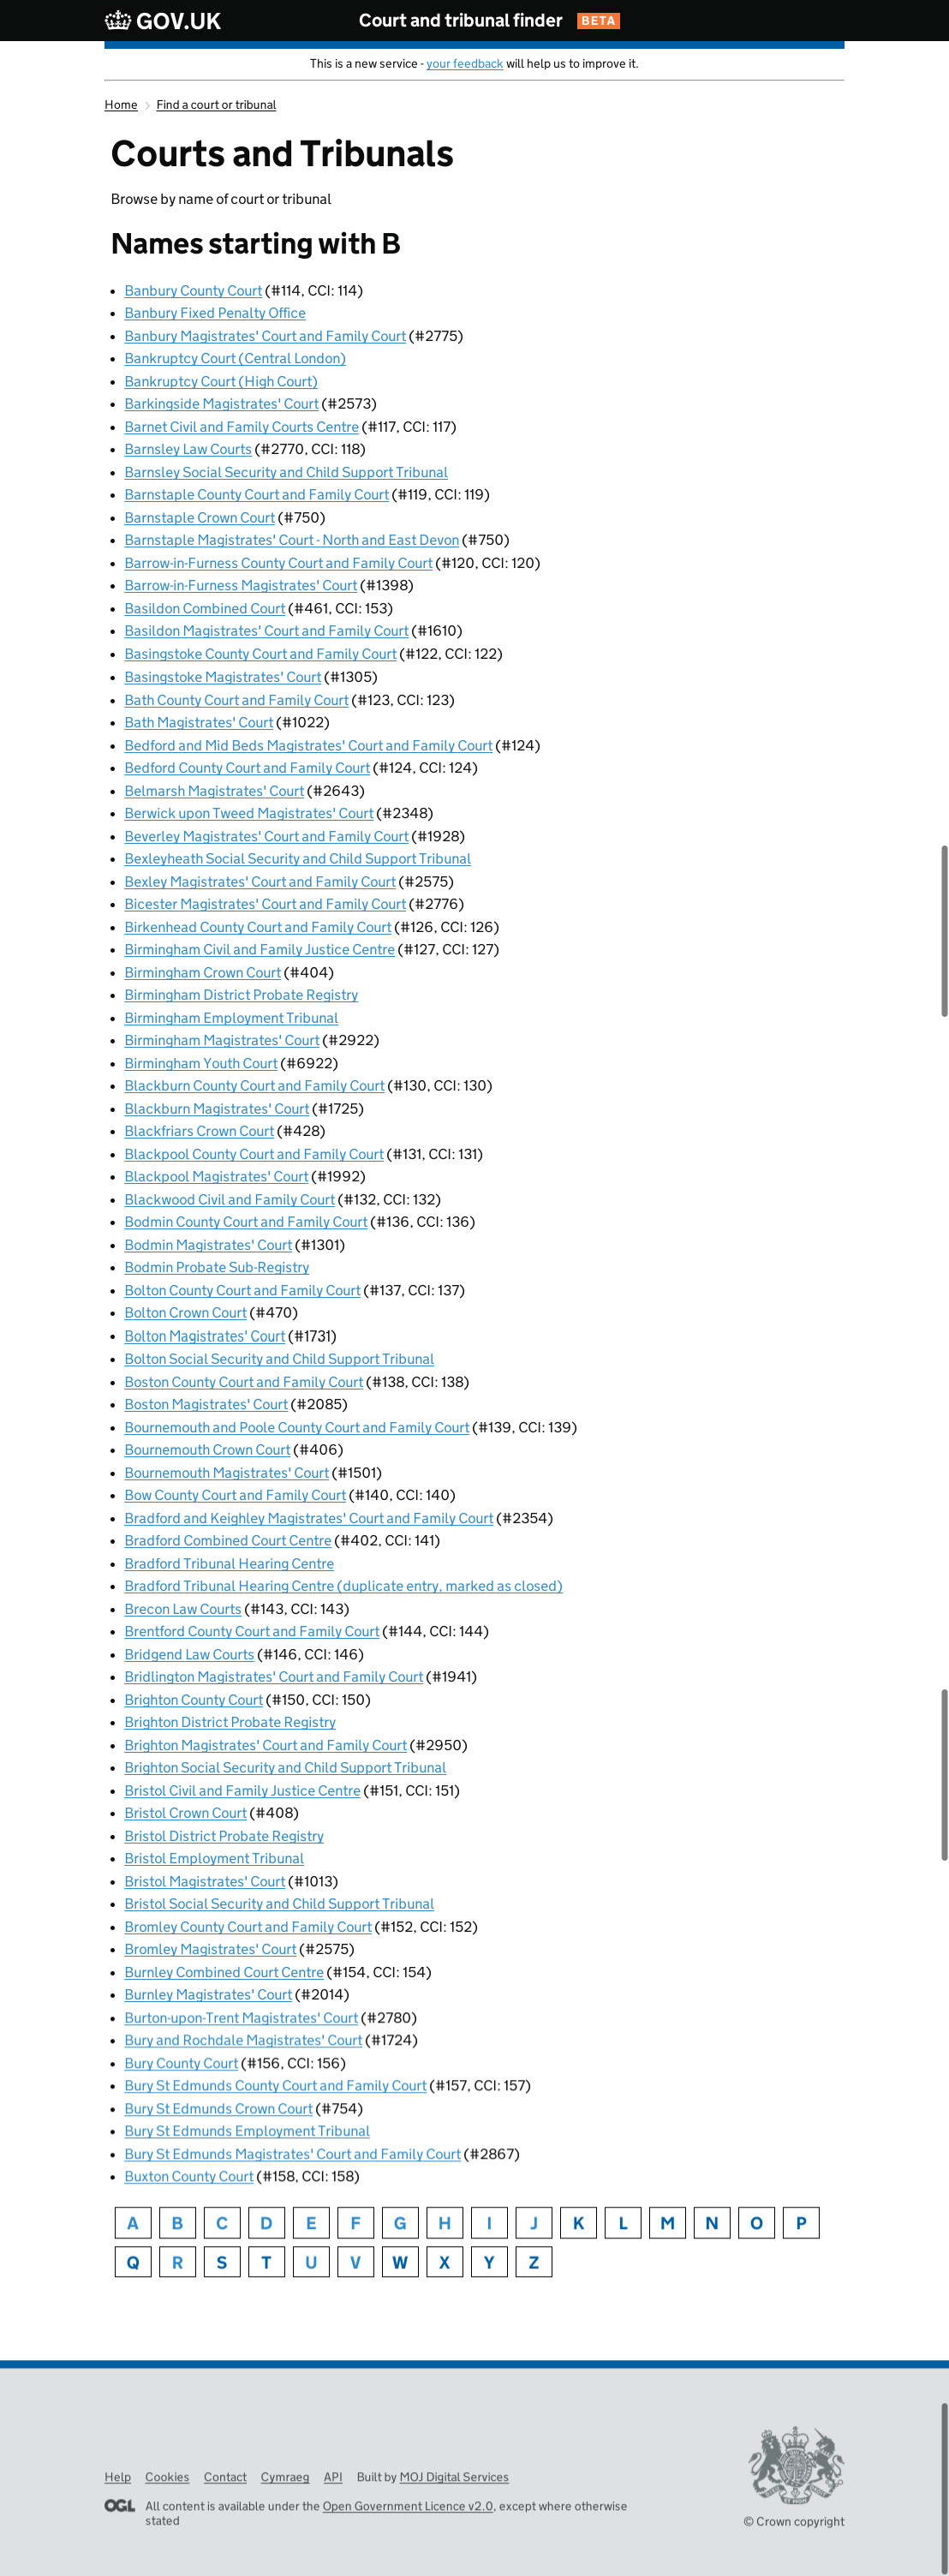 GOV.UK Court and tribunal finder BETA
This is a new service - your feedback will help us to improve it.
Home Find a court or tribunal
Courts and Tribunals
Browse by name of court or tribunal
Names starting with B
Banbury County Court (#114, CCI: 114)
Banbury Fixed Penalty Office
Banbury Magistrates' Court and Family Court (#2775)
Bankruptcy Court (Central London)
Bankruptcy Court (High Court)
Barkingside Magistrates' Court (#2573)
Barnet Civil and Family Courts Centre (#117, CCI: 117)
Barnsley Law Courts (#2770, CCI: 118)
Barnsley Social Security and Child Support Tribunal
Barnstaple County Court and Family Court (#119, CCI: 119)
Barnstaple Crown Court (#750)
Barnstaple Magistrates' Court - North and East Devon (#750)
Barrow-in-Furness County Court and Family Court (#120, CCI: 120)
Barrow-in-Furness Magistrates' Court (#1398)
Basildon Combined Court (#461, CCI: 153)
Basildon Magistrates' Court and Family Court (#1610)
Basingstoke County Court and Family Court (#122, CCI: 122)
Basingstoke Magistrates' Court (#1305)
Bath County Court and Family Court (#123, CCI: 123)
Bath Magistrates' Court (#1022)
Bedford and Mid Beds Magistrates' Court and Family Court (#124)
Bedford County Court and Family Court (#124, CCI: 124)
Belmarsh Magistrates' Court (#2643)
Berwick upon Tweed Magistrates' Court (#2348)
Beverley Magistrates' Court and Family Court (#1928)
Bexleyheath Social Security and Child Support Tribunal
Bexley Magistrates' Court and Family Court (#2575)
Bicester Magistrates' Court and Family Court (#2776)
Birkenhead County Court and Family Court (#126, CCI: 126)
Birmingham Civil and Family Justice Centre (#127, CCI: 127)
Birmingham Crown Court (#404)
Birmingham District Probate Registry
Birmingham Employment Tribunal
Birmingham Magistrates' Court (#2922)
Birmingham Youth Court (#6922)
Blackburn County Court and Family Court (#130, CCI: 130)
Blackburn Magistrates' Court (#1725)
Blackfriars Crown Court (#428)
Blackpool County Court and Family Court (#131, CCI: 131)
Blackpool Magistrates' Court (#1992)
Blackwood Civil and Family Court (#132, CCI: 132)
Bodmin County Court and Family Court (#136, CCI: 136)
Bodmin Magistrates' Court (#1301)
Bodmin Probate Sub-Registry
Bolton County Court and Family Court (#137, CCI: 137)
Bolton Crown Court (#470)
Bolton Magistrates' Court (#1731)
Bolton Social Security and Child Support Tribunal
Boston County Court and Family Court (#138, CCI: 138)
Boston Magistrates' Court (#2085)
Bournemouth and Poole County Court and Family Court (#139, CCI: 139)
Bournemouth Crown Court (#406)
Bournemouth Magistrates' Court (#1501)
Bow County Court and Family Court (#140, CCI: 140)
Bradford and Keighley Magistrates' Court and Family Court (#2354)
Bradford Combined Court Centre (#402, CCI: 141)
Bradford Tribunal Hearing Centre
Bradford Tribunal Hearing Centre (duplicate entry, marked as closed)
Brecon Law Courts (#143, CCI: 143)
Brentford County Court and Family Court (#144, CCI: 144)
Bridgend Law Courts (#146, CCI: 146)
Bridlington Magistrates' Court and Family Court (#1941)
Brighton County Court (#150, CCI: 150)
Brighton District Probate Registry
Brighton Magistrates' Court and Family Court (#2950)
Brighton Social Security and Child Support Tribunal
Bristol Civil and Family Justice Centre (#151, CCI: 151)
Bristol Crown Court (#408)
Bristol District Probate Registry
Bristol Employment Tribunal
Bristol Magistrates' Court (#1013)
Bristol Social Security and Child Support Tribunal
Bromley County Court and Family Court (#152, CCI: 152)
Bromley Magistrates' Court (#2575)
Burnley Combined Court Centre (#154, CCI: 154)
Burnley Magistrates' Court (#2014)
Burton-upon-Trent Magistrates' Court (#2780)
Bury and Rochdale Magistrates' Court (#1724)
Bury County Court (#156, CCI: 156)
Bury St Edmunds County Court and Family Court (#157, CCI: 157)
Bury St Edmunds Crown Court (#754)
Bury St Edmunds Employment Tribunal
Bury St Edmunds Magistrates' Court and Family Court (#2867)
Buxton County Court (#158, CCI: 158)
A B C D E F G H I J K L M N O P
Q R S T U V W X Y Z
Help Cookies Contact Cymraeg API Built by MOJ Digital Services
OGL All content is available under the Open Government Licence v2.0, except where otherwise
stated
© Crown copyright